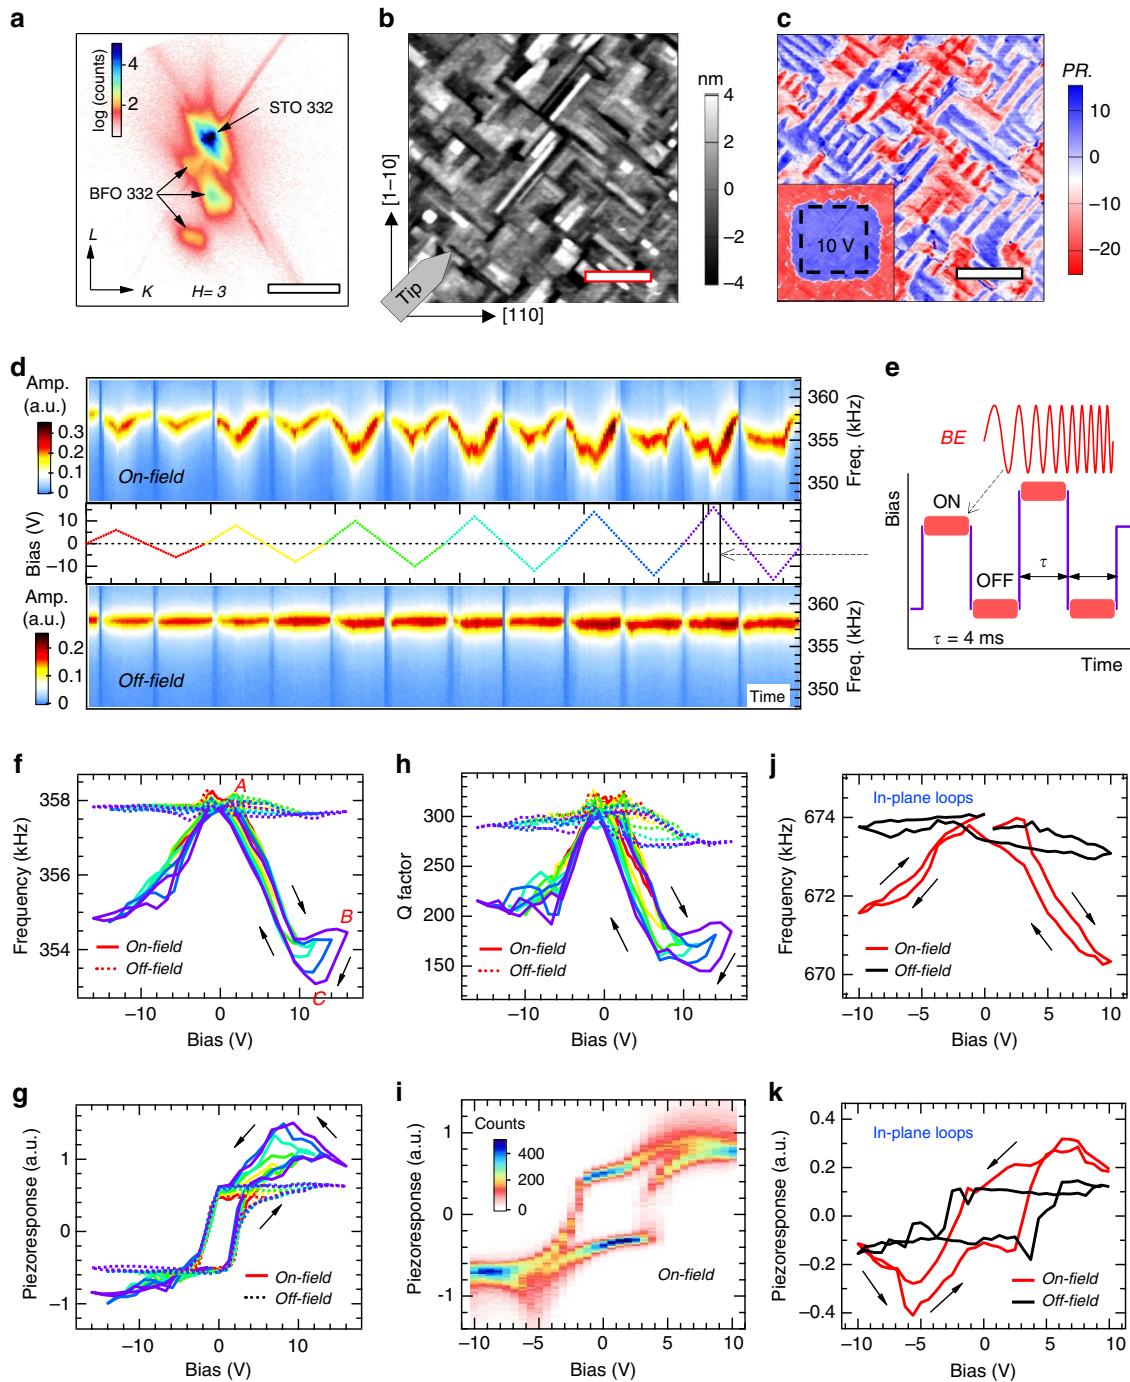 a
log (counts)
4
2
STO 332
BFO 332
L
K
H= 3
b
[1–10]
Tip
[110]
nm
4
2
0
–2
–4
c
10 V
PR.
10
0
–10
–20
d
Amp.
(a.u.)
0.3
0.2
0.1
0
On-field
360
355
350
Freq. (kHz)
Bias (V)
10
0
–10
Amp.
(a.u.)
0.2
0.1
0
Off-field
Time
360
355
350
Freq. (kHz)
e
BE
Bias
ON
OFF
τ
τ = 4 ms
Time
f
Frequency (kHz)
358
356
354
A
B
C
On-field
Off-field
–10
0
10
Bias (V)
h
Q factor
300
250
200
150
On-field
Off-field
–10
0
10
Bias (V)
j
In-plane loops
Frequency (kHz)
674
672
670
On-field
Off-field
–10
–5
0
5
10
Bias (V)
g
Piezoresponse (a.u.)
1
0
–1
On-field
Off-field
–10
0
10
Bias (V)
i
Counts
400
200
0
Piezoresponse (a.u.)
1
0
–1
On-field
–10
–5
0
5
10
Bias (V)
k
In-plane loops
Piezoresponse (a.u.)
0.4
0.2
0.0
–0.2
–0.4
On-field
Off-field
–10
–5
0
5
10
Bias (V)